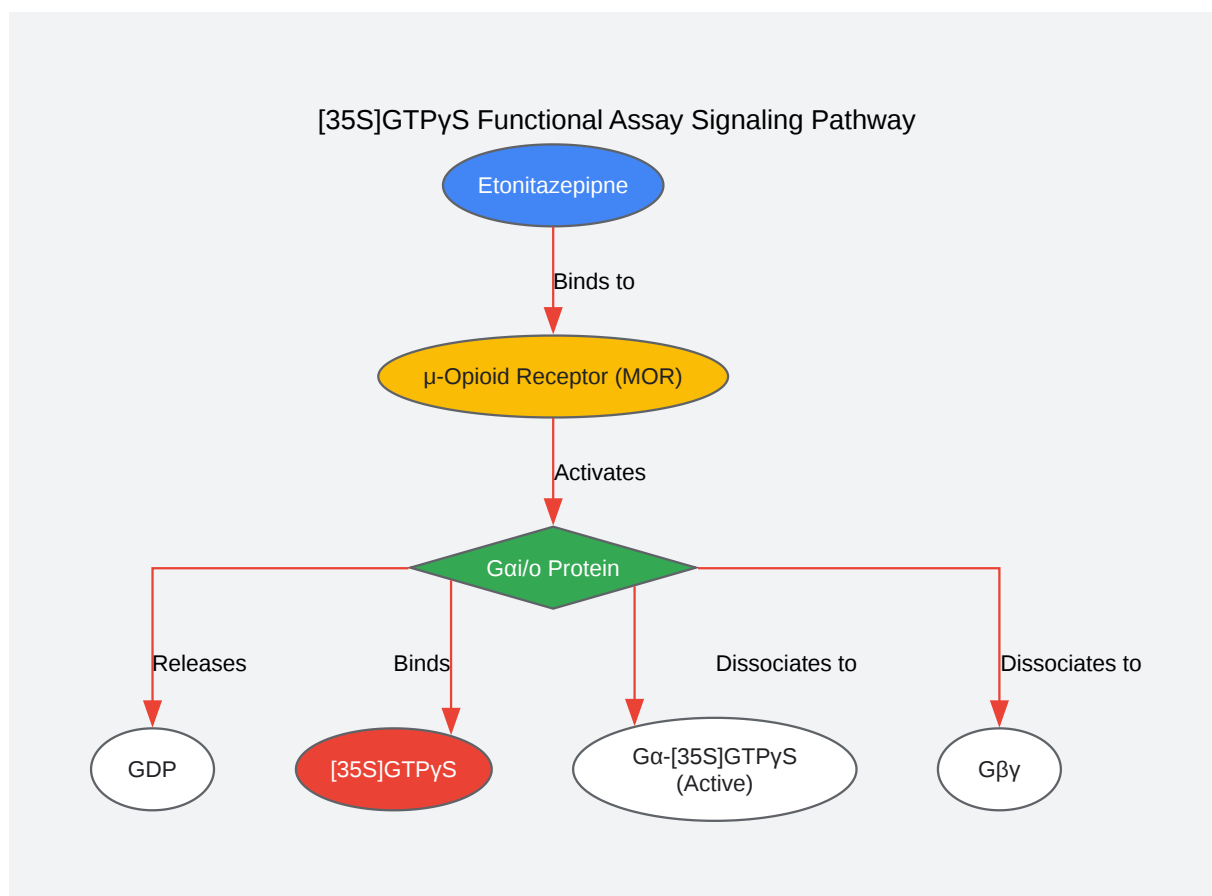 [35S]GTPγS Functional Assay Signaling Pathway
Etonitazepipne
Binds to
μ-Opioid Receptor (MOR)
Activates
Gαi/o Protein
Releases
Binds
Dissociates to
Dissociates to
GDP
[35S]GTPγS
Gα-[35S]GTPγS
(Active)
Gβγ